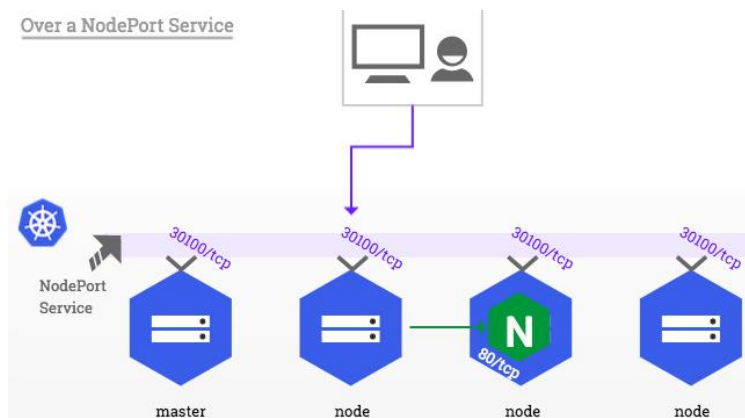 Over a NodePort Service
30100/tcp
30100/tcp
30100/tcp
30100/tcp
NodePort
Service
N
80/tcp
master
node
node
node